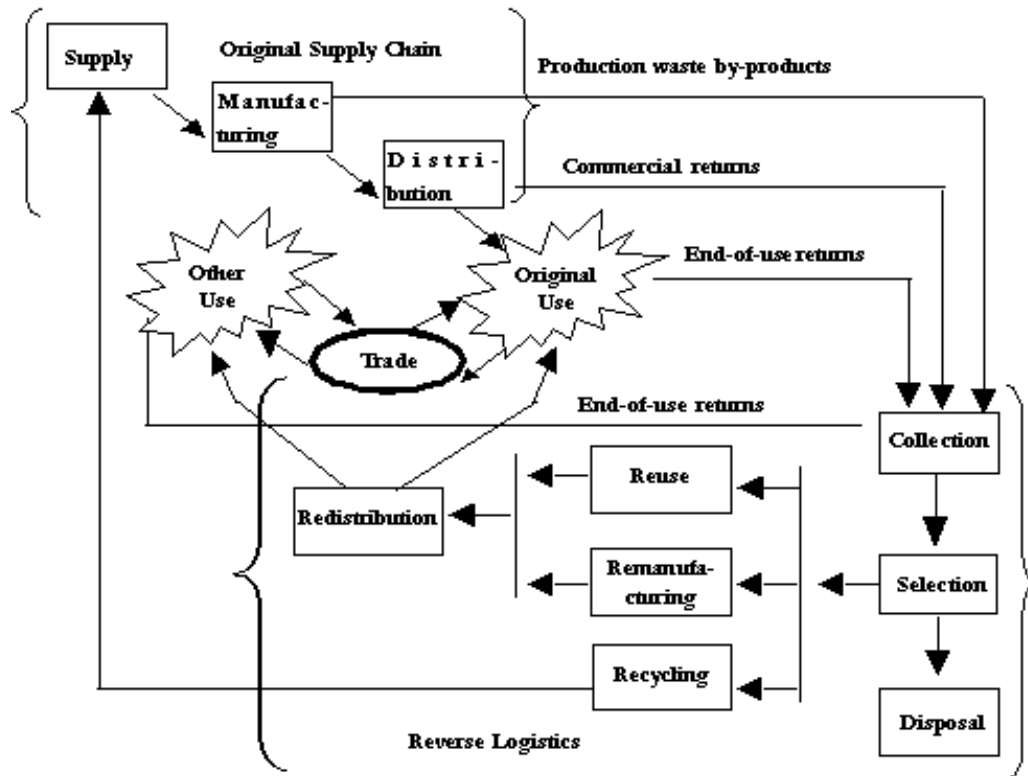 Supply
Original Supply Chain
Production waste by-products
Manufac-
turing
Distri-
bution
Commercial returns
Other
Use
Original
Use
End-of-use returns
Trade
End-of-use returns
Collection
Reuse
Redistribution
Remanufa-
cturing
Selection
Recycling
Disposal
Reverse Logistics